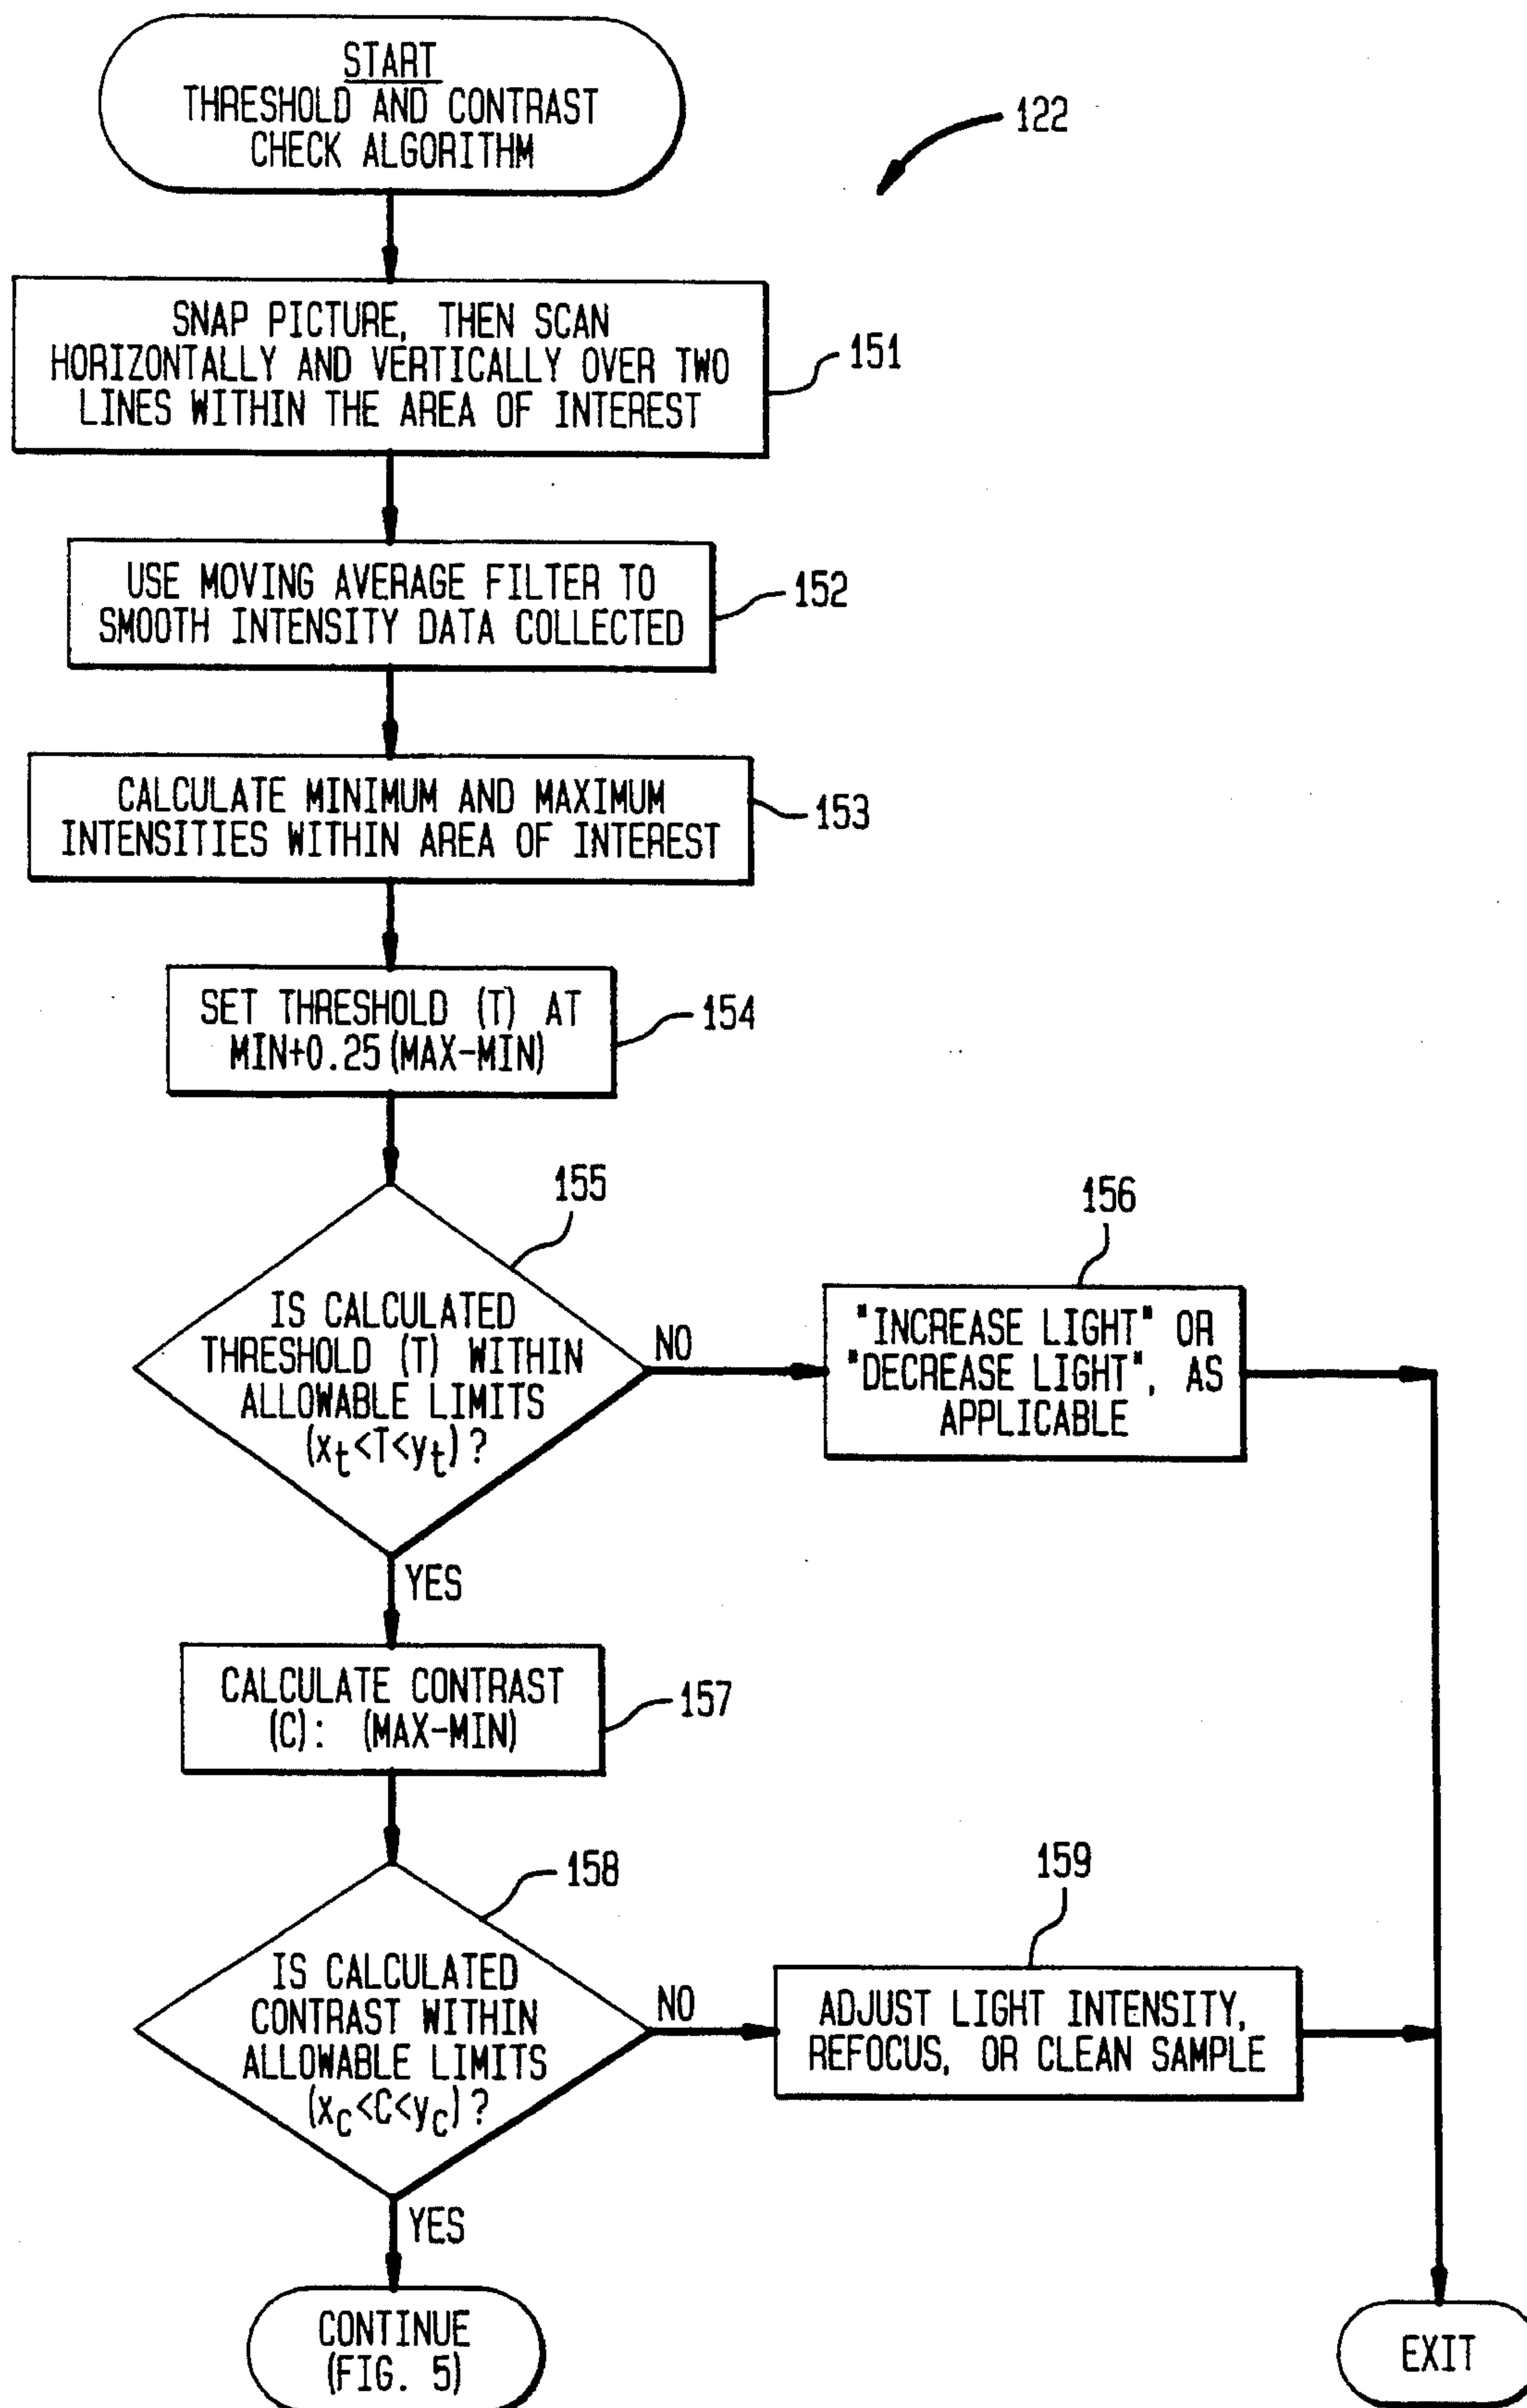 START
THRESHOLD AND CONTRAST
CHECK ALGORITHM
122
SNAP PICTURE, THEN SCAN
HORIZONTALLY AND VERTICALLY OVER TWO
LINES WITHIN THE AREA OF INTEREST
151
USE MOVING AVERAGE FILTER TO
SMOOTH INTENSITY DATA COLLECTED
152
CALCULATE MINIMUM AND MAXIMUM
INTENSITIES WITHIN AREA OF INTEREST
153
SET THRESHOLD (T) AT
MIN+0.25(MAX-MIN)
154
155
IS CALCULATED
THRESHOLD (T) WITHIN
ALLOWABLE LIMITS
(xt<T<yt)?
NO
156
"INCREASE LIGHT" OR
"DECREASE LIGHT", AS
APPLICABLE
YES
CALCULATE CONTRAST
(C): (MAX-MIN)
157
158
IS CALCULATED
CONTRAST WITHIN
ALLOWABLE LIMITS
(xc<C<yc)?
NO
159
ADJUST LIGHT INTENSITY,
REFOCUS, OR CLEAN SAMPLE
YES
CONTINUE
(FIG. 5)
EXIT